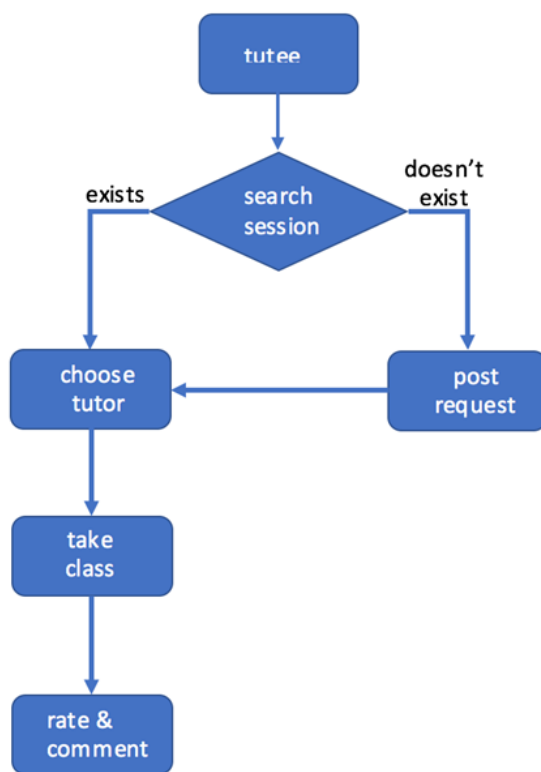 tutee
exists
search
session
doesn't
exist
choose
tutor
post
request
take
class
rate &
comment